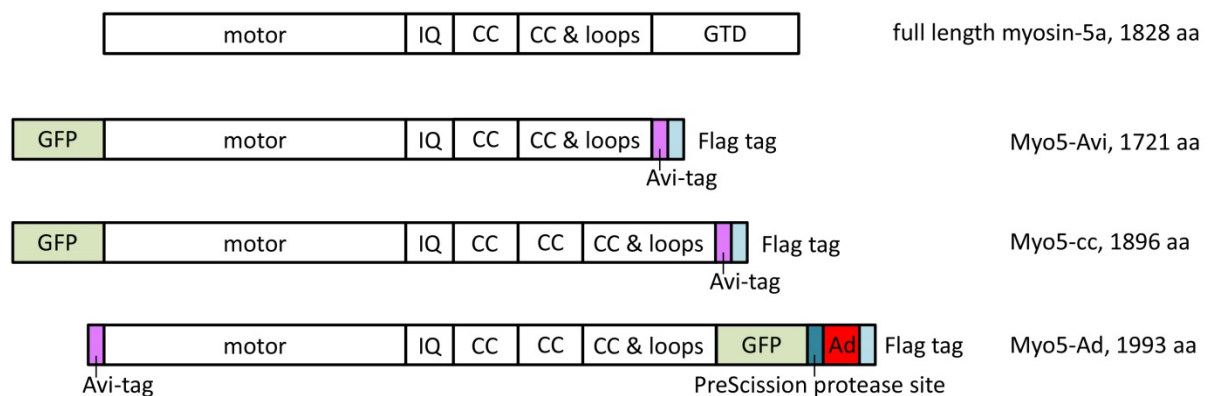 motor IQ CC CC & loops GTD full length myosin-5a, 1828 aa
GFP motor IQ CC CC & loops Flag tag Myo5-Avi, 1721 aa
Avi-tag
GFP motor IQ CC CC CC & loops Flag tag Myo5-cc, 1896 aa
Avi-tag
motor IQ CC CC CC & loops GFP Ad Flag tag Myo5-Ad, 1993 aa
Avi-tag PreScission protease site